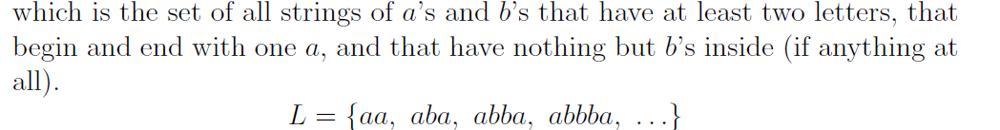 which is the set of all strings of a's and b's that have at least two letters, that
begin and end with one a, and that have nothing but b's inside (if anything at
all).
L = {aa, aba, abba, abbba, ...}